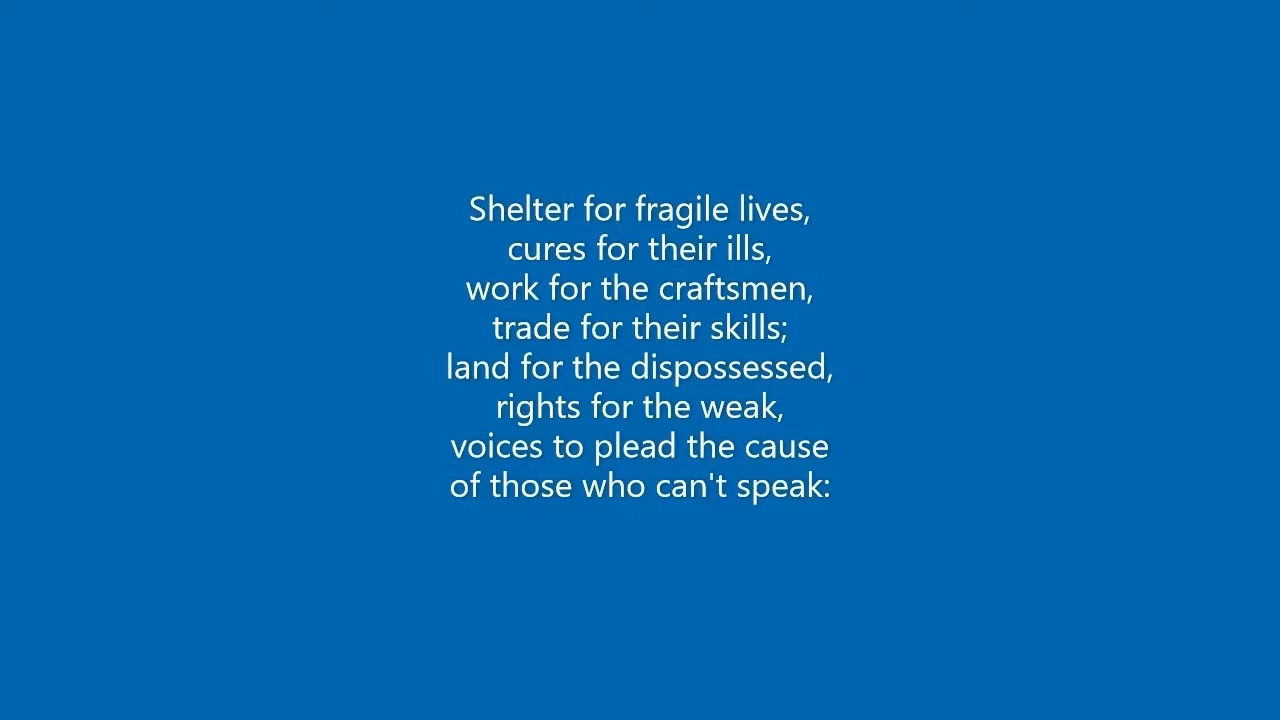 Shelter for fragile lives,
cures for their ills,
work for the craftsmen,
trade for their skills;
land for the dispossessed,
rights for the weak,
voices to plead the cause
of those who can't speak: